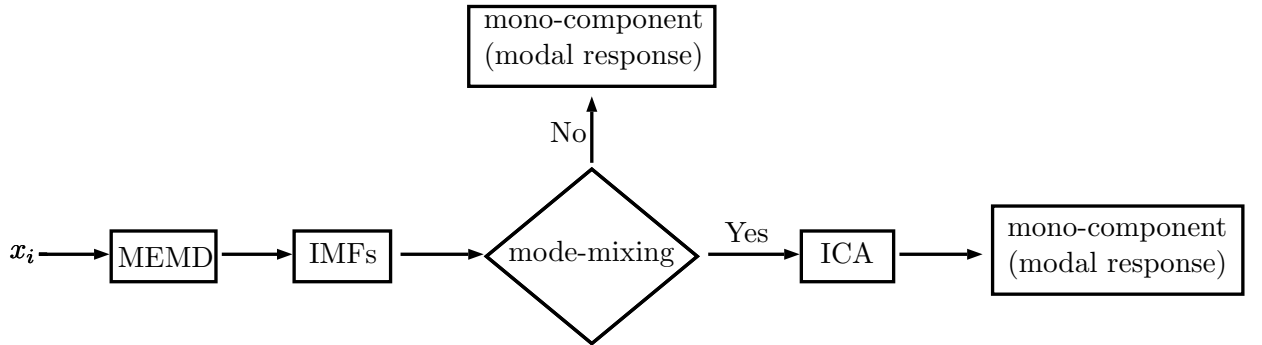 mono-component
(modal response)
No
x_i
MEMD
IMFs
mode-mixing
Yes
ICA
mono-component
(modal response)